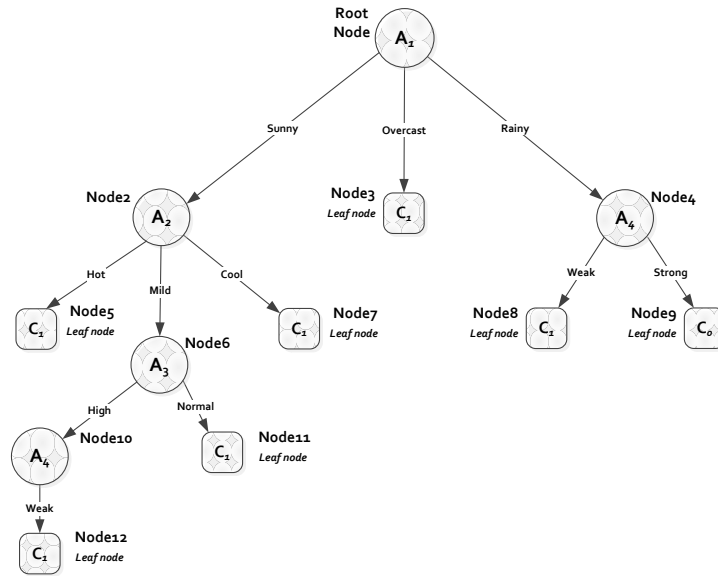 Root
Node
A₁
Sunny
Overcast
Rainy
Node2
A₂
Node3
Leaf node
C₁
Node4
A₄
Hot
Mild
Cool
Weak
Strong
Node5
Leaf node
C₁
Node7
Leaf node
C₁
Node8
Leaf node
C₁
Node9
Leaf node
C₀
Node6
A₃
High
Normal
Node10
A₄
Node11
Leaf node
C₁
Weak
Node12
Leaf node
C₁